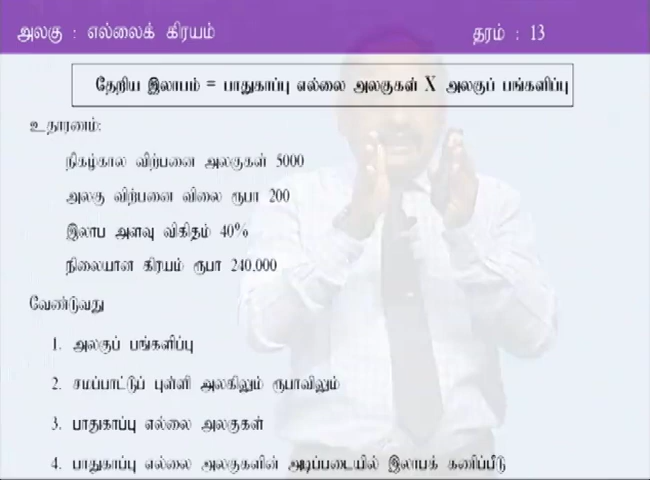 அலகு : எல்லைக் கிரயம் தரம் : 13
தேறிய இலாபம் = பாதுகாப்பு எல்லை அலகுகள் X அலகுப் பங்களிப்பு
உதாரணம்:
நிகழ்கால விற்பனை அலகுகள் 5000
அலகு விற்பனை விலை ரூபா 200
இலாப அளவு விகிதம் 40%
நிலையான கிரயம் ரூபா 240,000
வேண்டுவது
1. அலகுப் பங்களிப்பு
2. சமப்பாட்டுப் புள்ளி அலகிலும் ரூபாவிலும்
3. பாதுகாப்பு எல்லை அலகுகள்
4. பாதுகாப்பு எல்லை அலகுகளின் அடிப்படையில் இலாபக் கணிப்பீடு